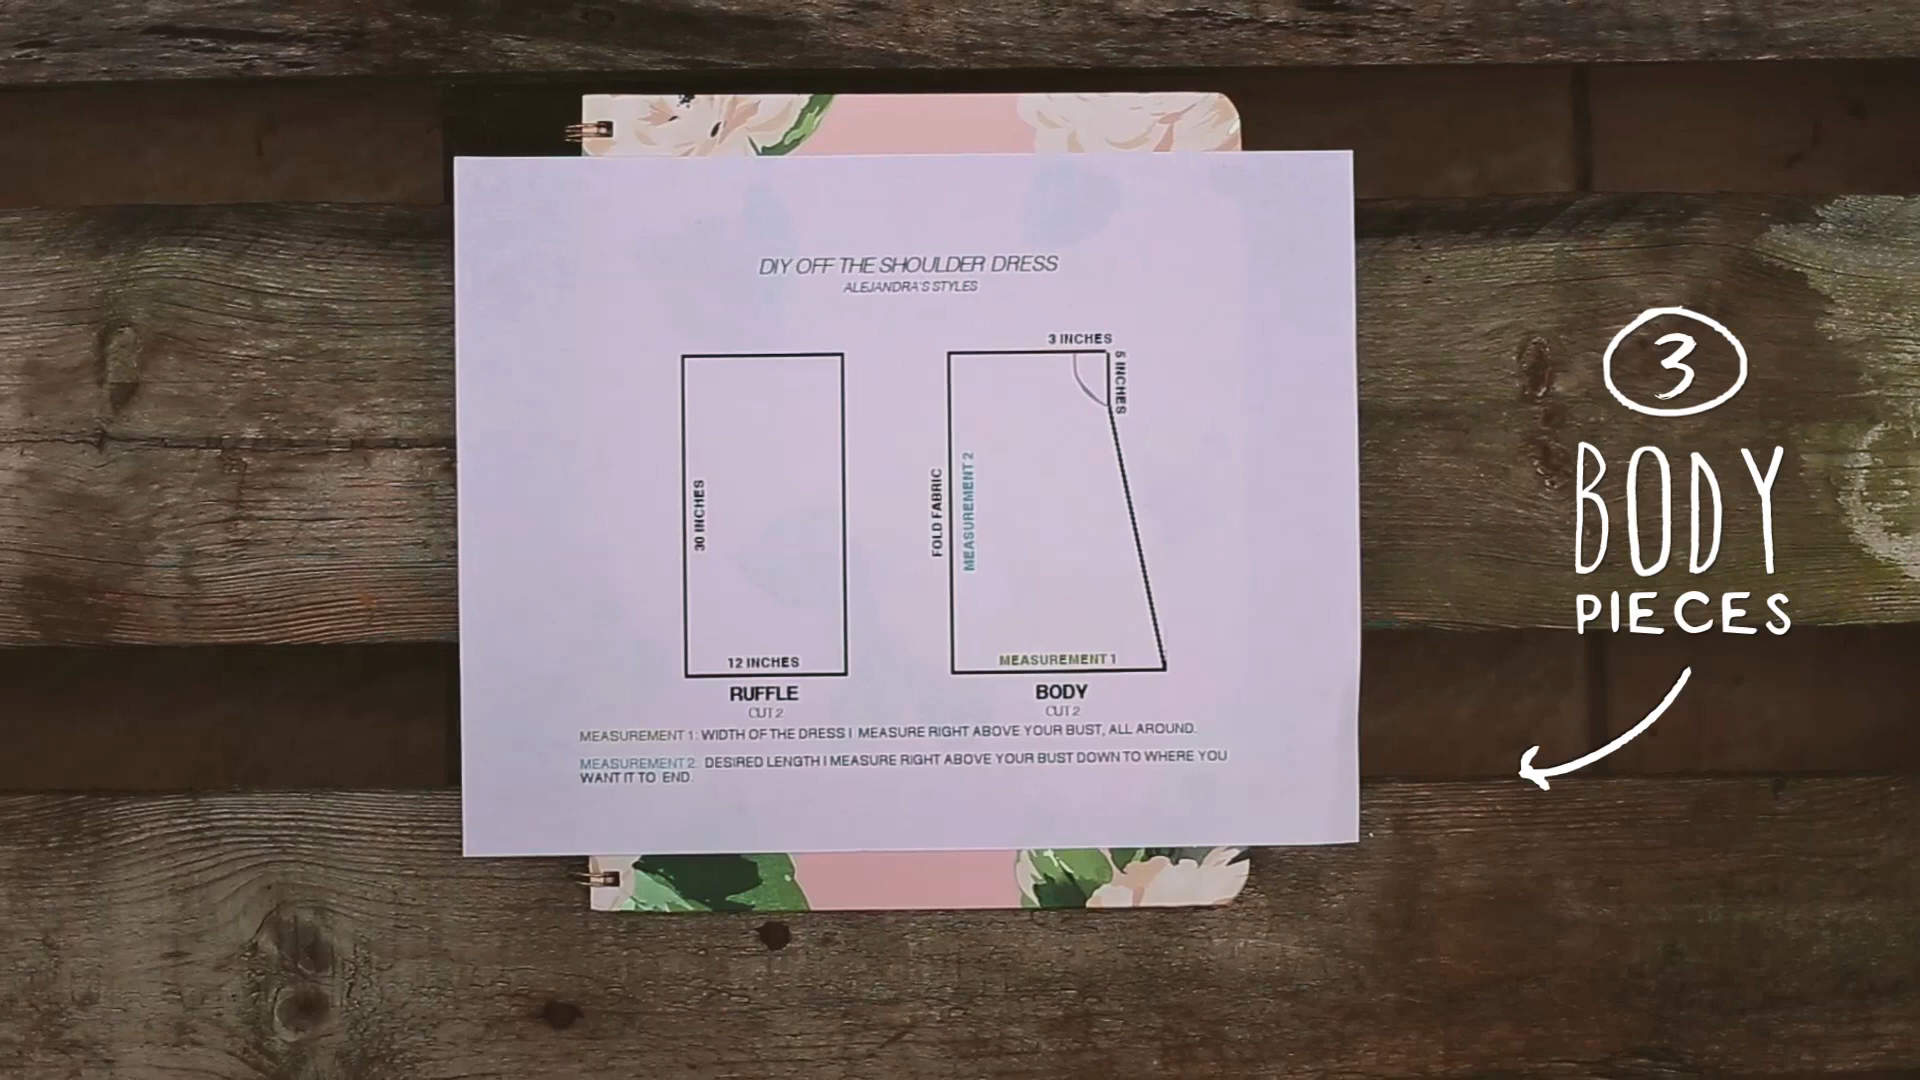 DIY OFF THE SHOULDER DRESS
ALEJANDRA'S STYLES
30 INCHES
12 INCHES
RUFFLE
CUT 2
3 INCHES
5 INCHES
FOLD FABRIC
MEASUREMENT 2
MEASUREMENT 1
BODY
CUT 2
MEASUREMENT 1: WIDTH OF THE DRESS | MEASURE RIGHT ABOVE YOUR BUST, ALL AROUND.
MEASUREMENT 2: DESIRED LENGTH | MEASURE RIGHT ABOVE YOUR BUST DOWN TO WHERE YOU
WANT IT TO END.
3
BODY
PIECES